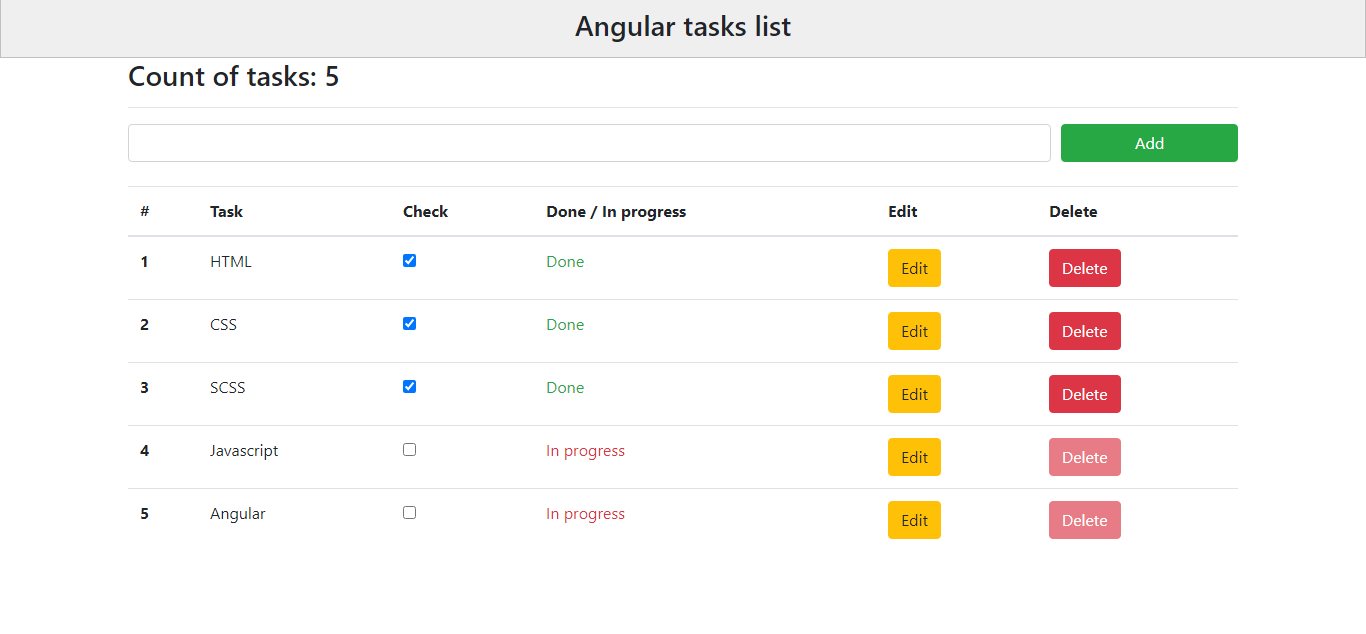 Angular tasks list
Count of tasks: 5
Add
# Task Check Done / In progress Edit Delete
1 HTML Done Edit Delete
2 CSS Done Edit Delete
3 SCSS Done Edit Delete
4 Javascript In progress Edit Delete
5 Angular In progress Edit Delete